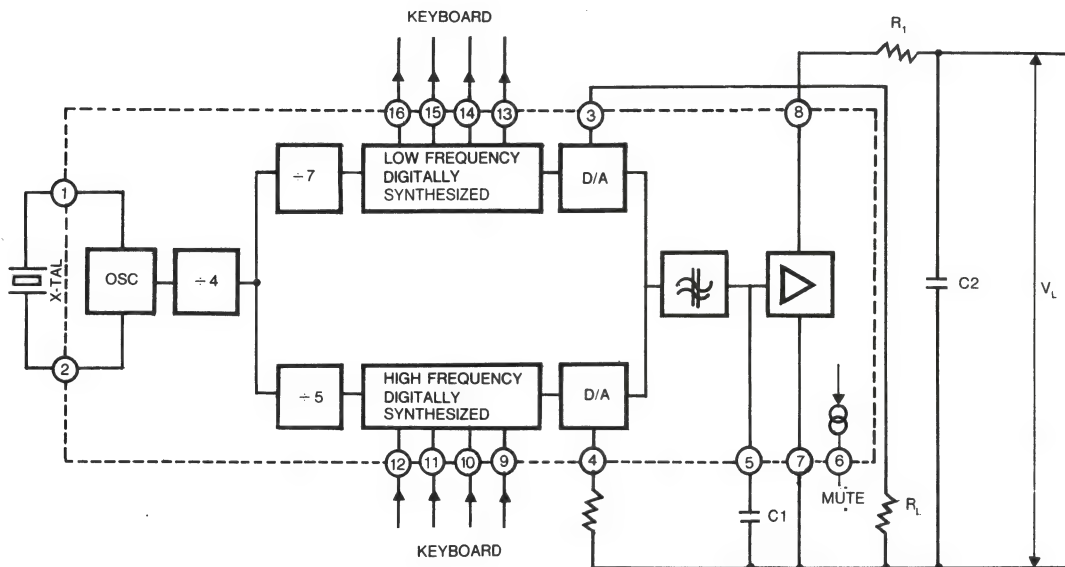 KEYBOARD
R1
16 15 14 13
3
8
1
÷7
LOW FREQUENCY
DIGITALLY
SYNTHESIZED
D/A
X-TAL
OSC
÷4
C2
VL
2
÷5
HIGH FREQUENCY
DIGITALLY
SYNTHESIZED
D/A
12 11 10 9
4
5
7
6
MUTE
C1
RL
KEYBOARD